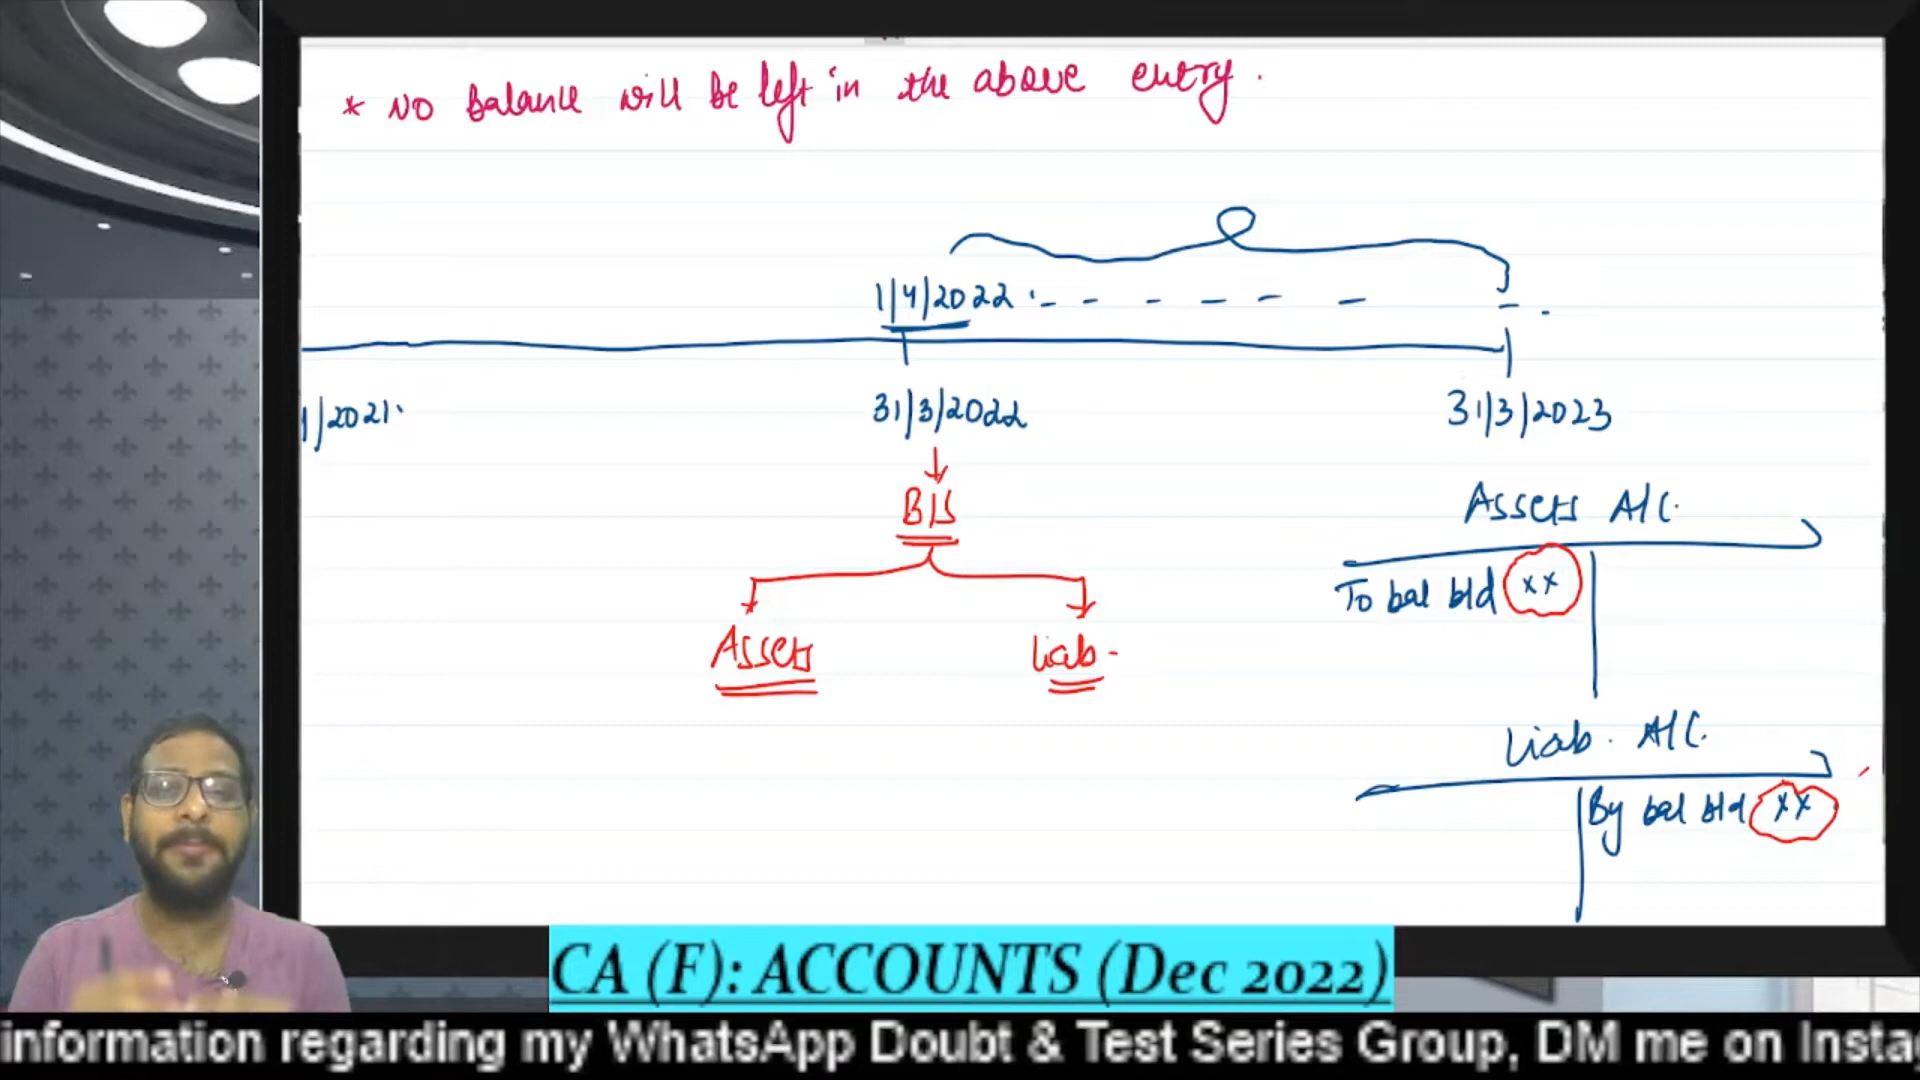 * No balance will be left in the above entry.
1/4/2022 - - - - - - - .
1/2021.
31/3/2022
31/3/2023
B/S
Assets
Liab.
Assets A/C.
To bal b/d xx
Liab. A/C.
By bal b/d xx
CA (F): ACCOUNTS (Dec 2022)
information regarding my WhatsApp Doubt & Test Series Group, DM me on Insta